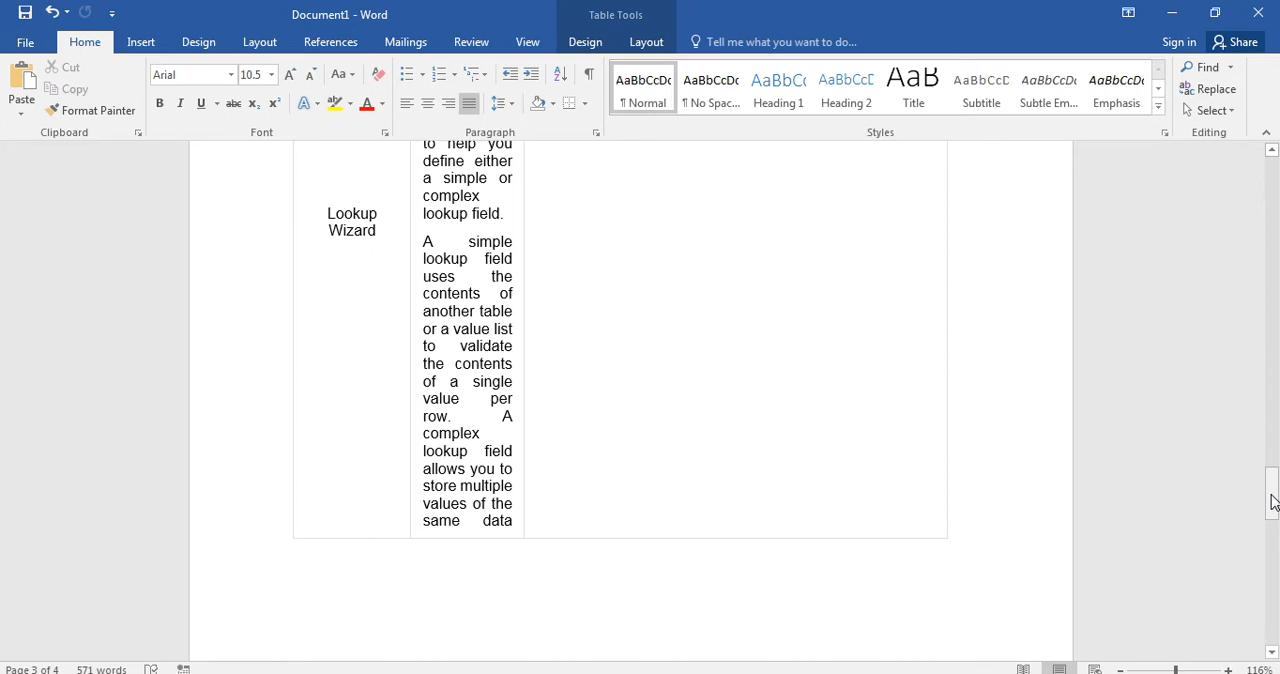 Document1 - Word
Table Tools
File
Home
Insert
Design
Layout
References
Mailings
Review
View
Design
Layout
Tell me what you want to do...
Sign in
Share
Paste
Cut
Copy
Format Painter
Clipboard
Arial
10.5
Font
Paragraph
AaBbCcDc
¶ Normal
AaBbCcDc
¶ No Spac...
AaBbC
Heading 1
AaBbCcE
Heading 2
AaB
Title
AaBbCcD
Subtitle
AaBbCcDc
Subtle Em...
AaBbCcDc
Emphasis
Styles
Find
Replace
Select
Editing
Lookup
Wizard
to help you
define either
a simple or
complex
lookup field.
A simple
lookup field
uses the
contents of
another table
or a value list
to validate
the contents
of a single
value per
row. A
complex
lookup field
allows you to
store multiple
values of the
same data
Page 3 of 4
571 words
116%